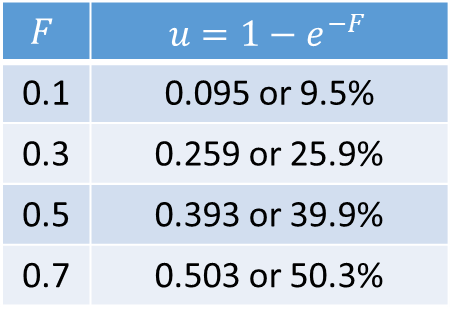 F u = 1 − e^−F
0.1 0.095 or 9.5%
0.3 0.259 or 25.9%
0.5 0.393 or 39.9%
0.7 0.503 or 50.3%